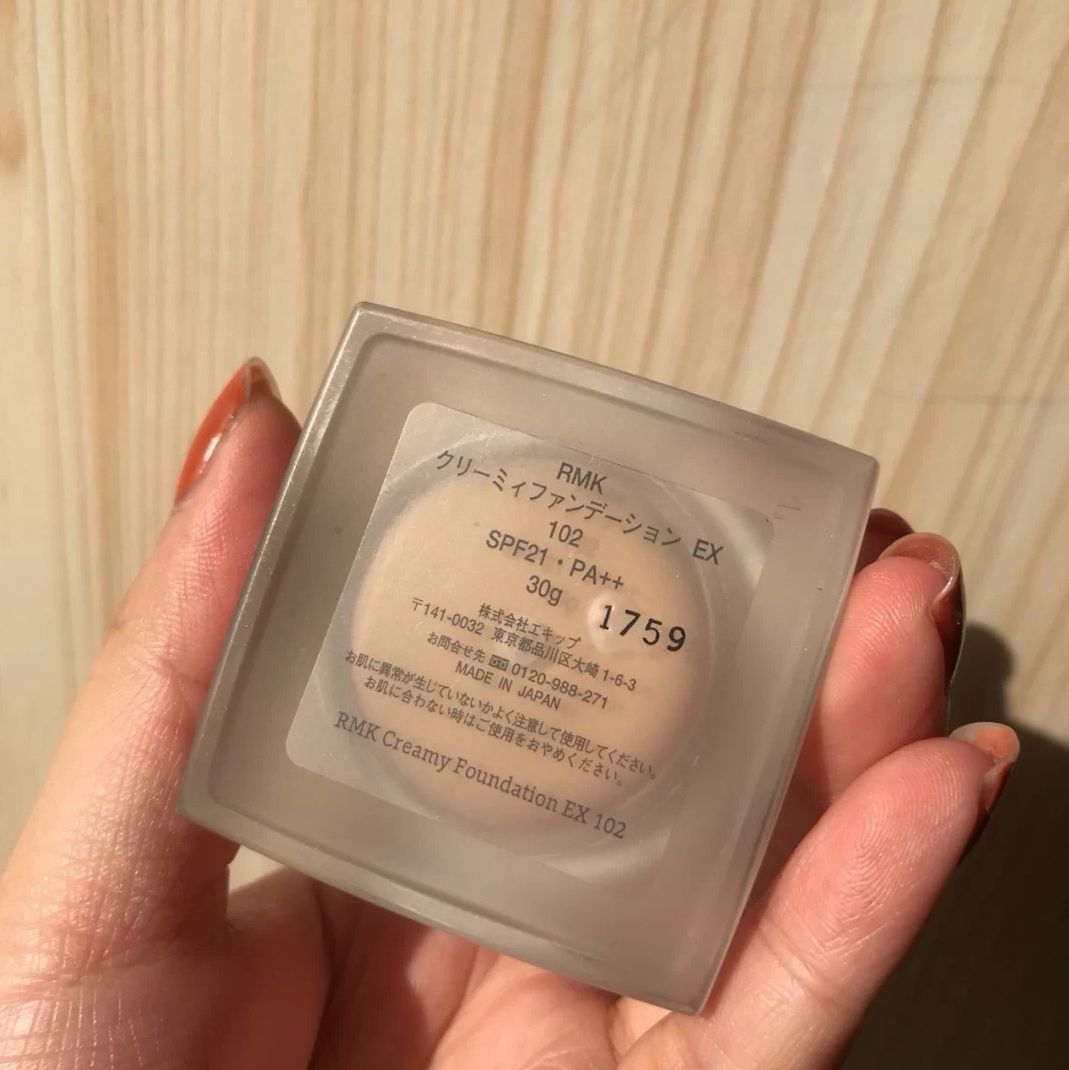 RMK
クリーミィファンデーション EX
102
SPF21・PA++
30g
1759
株式会社エキップ
〒141-0032 東京都品川区大崎 1-6-3
お問合せ先 0120-988-271
MADE IN JAPAN
お肌に異常が生じていないかよく注意して使用してください。
お肌に合わない時はご使用をおやめください。
RMK Creamy Foundation EX 102